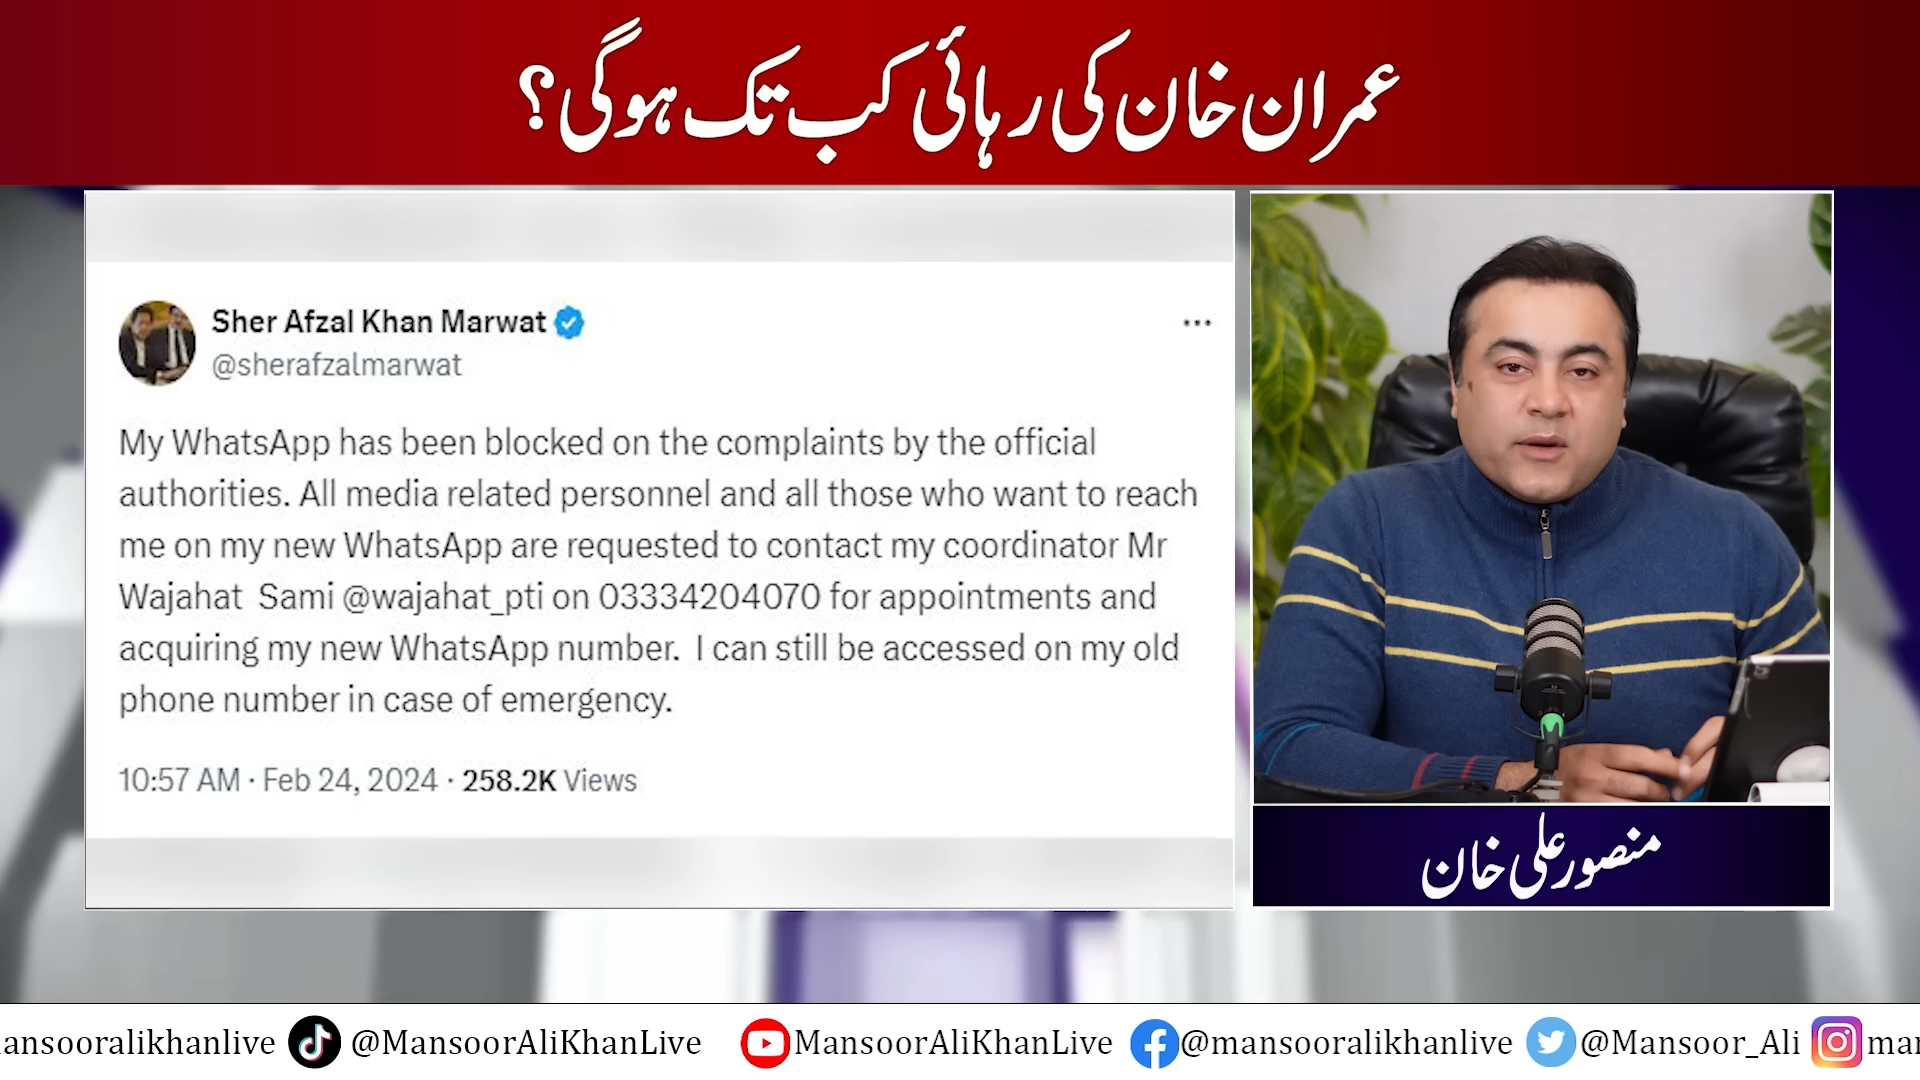 عمران خان کی رہائی کب تک ہوگی؟
Sher Afzal Khan Marwat
@sherafzalmarwat
My WhatsApp has been blocked on the complaints by the official
authorities. All media related personnel and all those who want to reach
me on my new WhatsApp are requested to contact my coordinator Mr
Wajahat  Sami @wajahat_pti on 03334204070 for appointments and
acquiring my new WhatsApp number.  I can still be accessed on my old
phone number in case of emergency.
10:57 AM · Feb 24, 2024 · 258.2K Views
منصور علی خان
ansooralikhanlive @MansoorAliKhanLive MansoorAliKhanLive @mansooralikhanlive @Mansoor_Ali mar